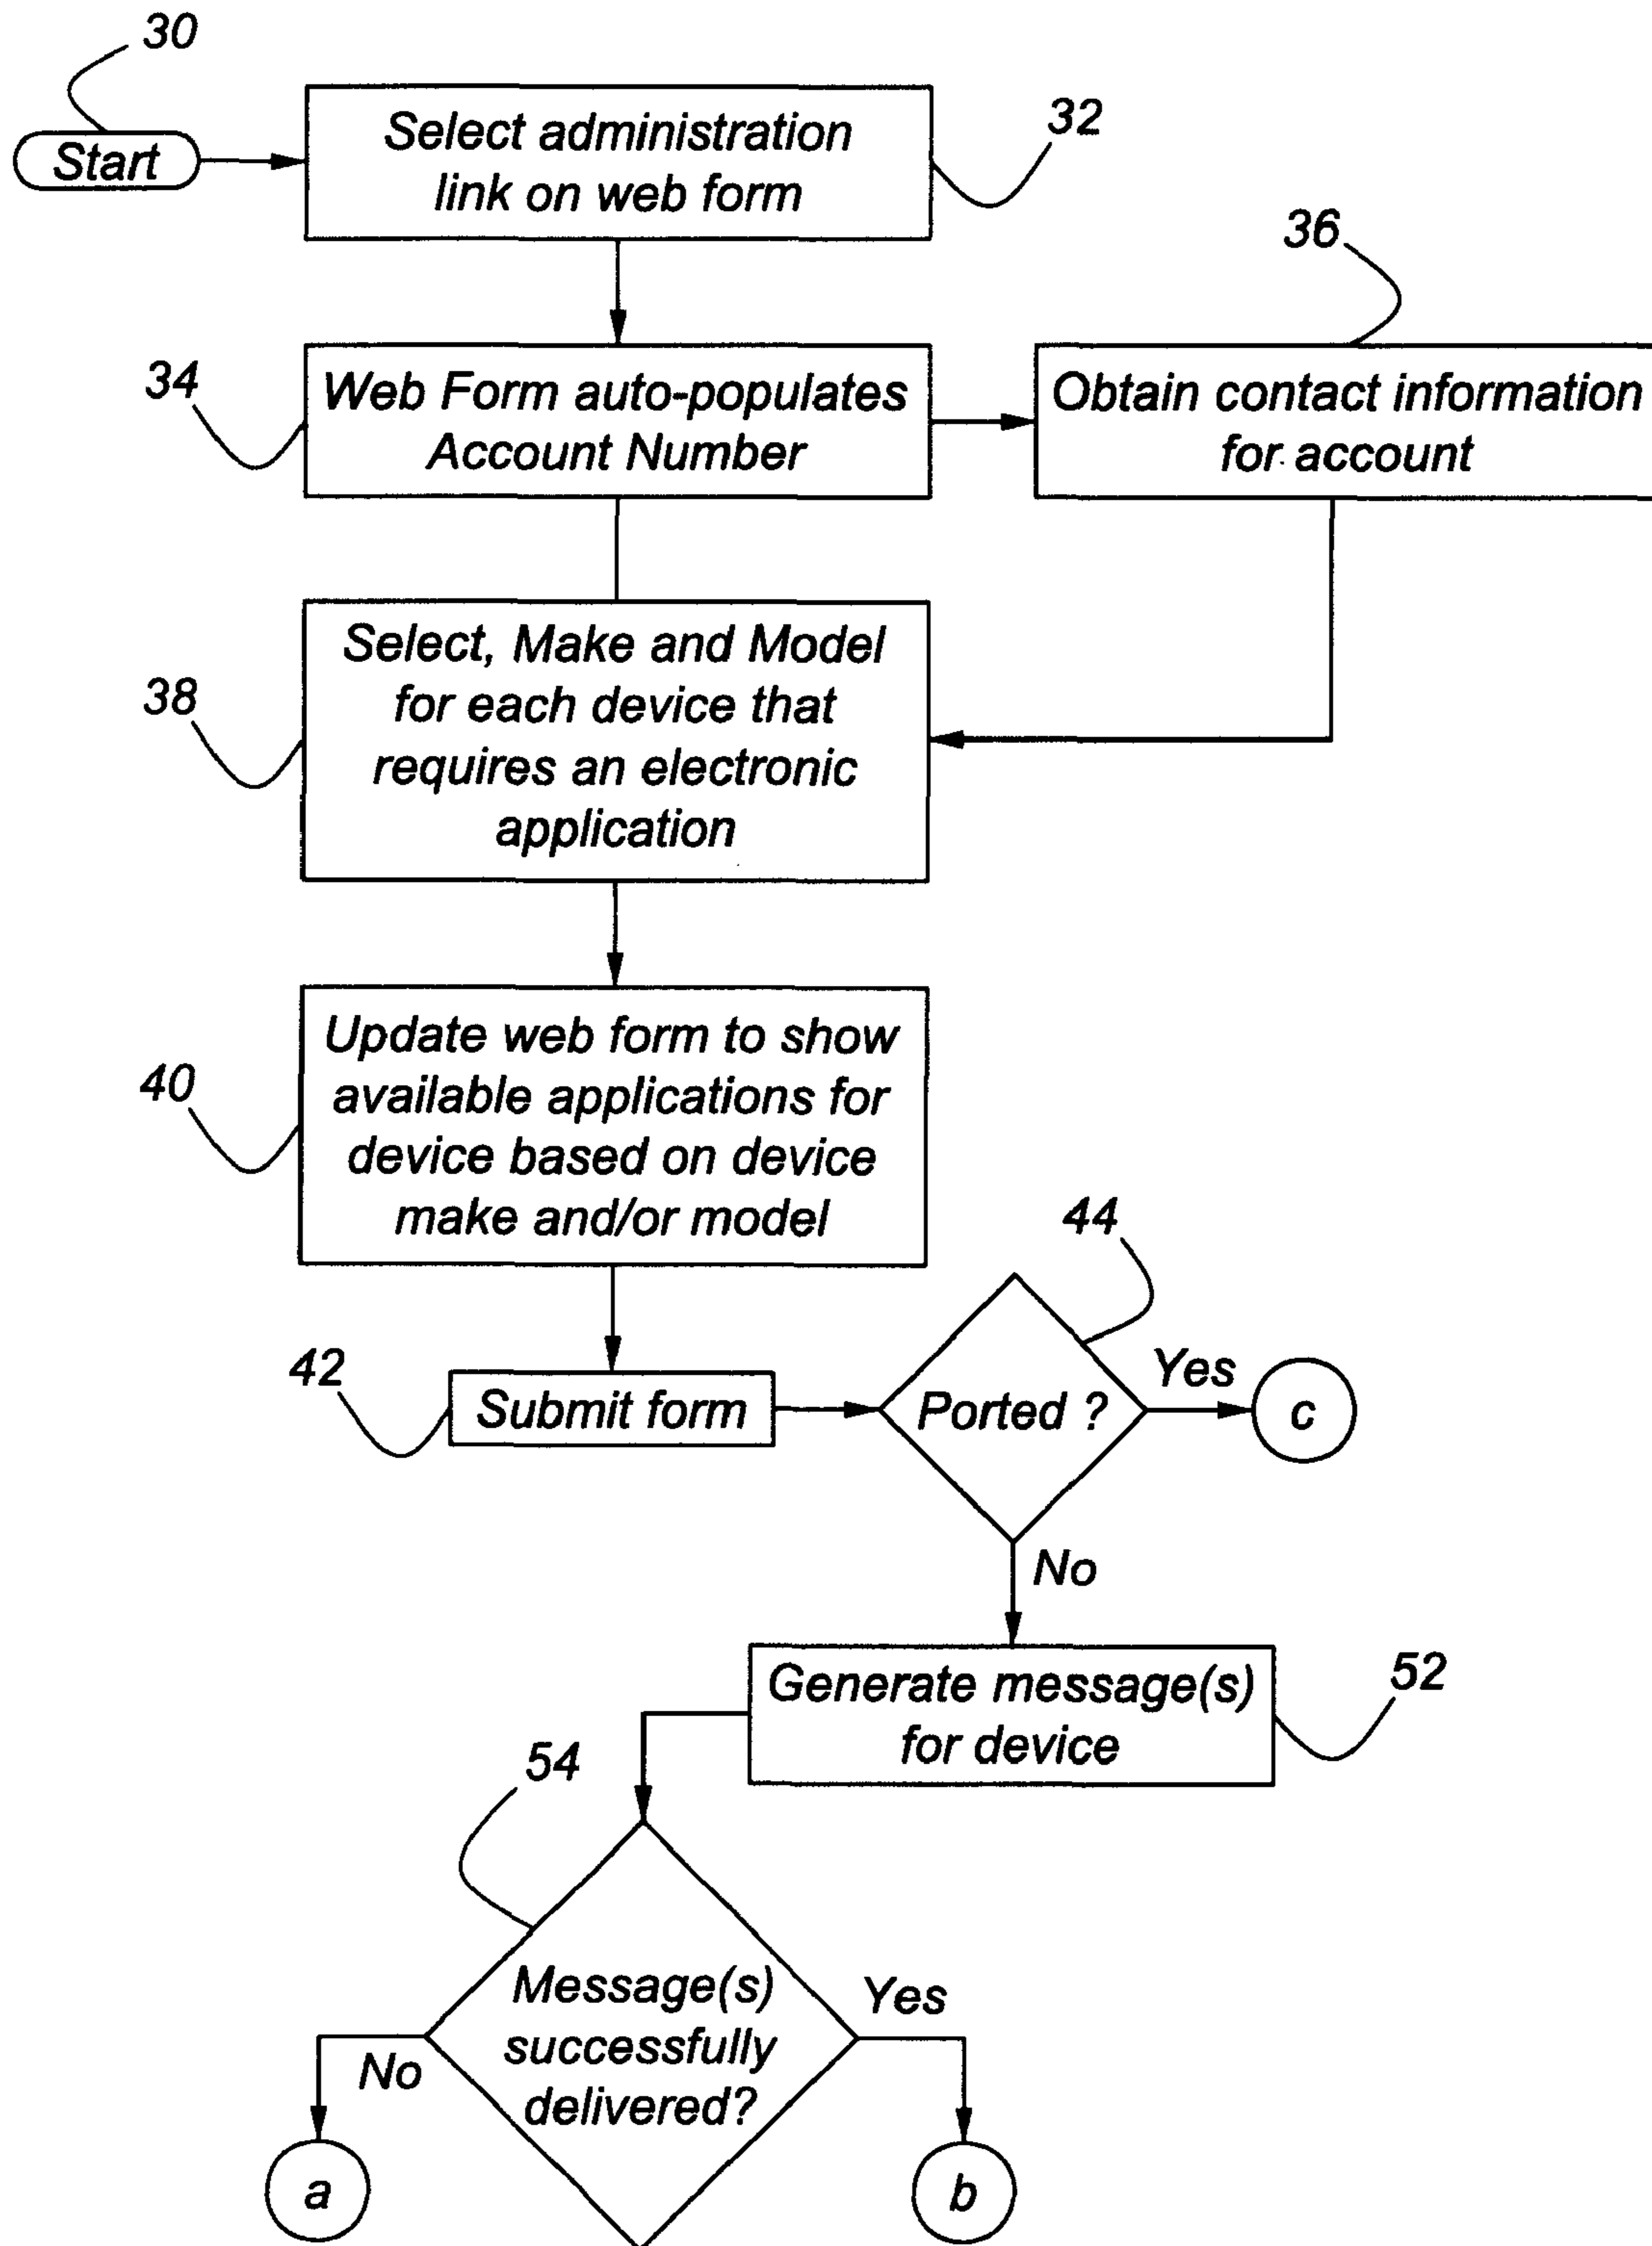 30
Start
Select administration
link on web form
32
36
34
Web Form auto-populates
Account Number
Obtain contact information
for account
38
Select, Make and Model
for each device that
requires an electronic
application
40
Update web form to show
available applications for
device based on device
make and/or model
44
42
Submit form
Ported ?
Yes
c
No
Generate message(s)
for device
52
54
Message(s)
successfully
delivered?
Yes
No
a
b